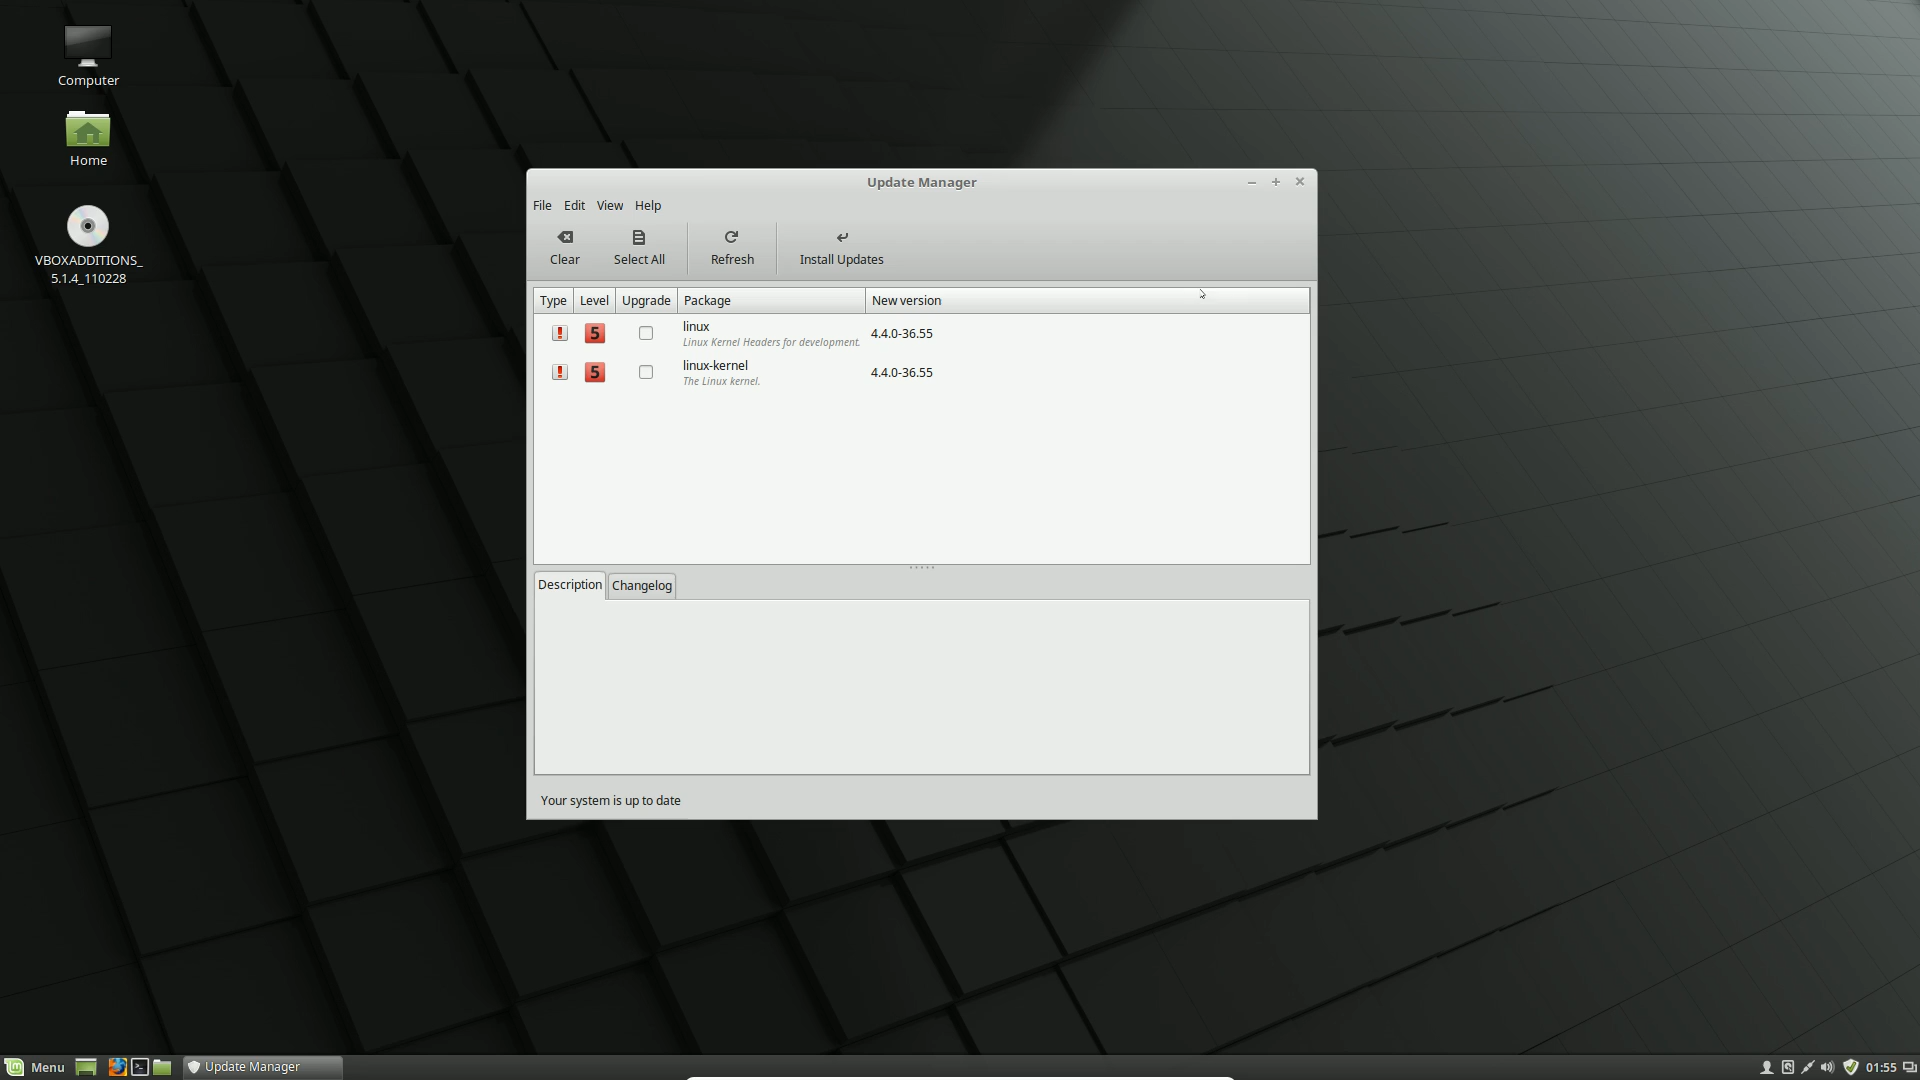 Computer
Home
VBOXADDITIONS_
5.1.4_110228
Update Manager
File Edit View Help
Clear Select All Refresh Install Updates
Type Level Upgrade Package New version
5 linux 4.4.0-36.55
Linux Kernel Headers for development.
5 linux-kernel 4.4.0-36.55
The Linux kernel.
Description Changelog
Your system is up to date
Menu Update Manager 01:55